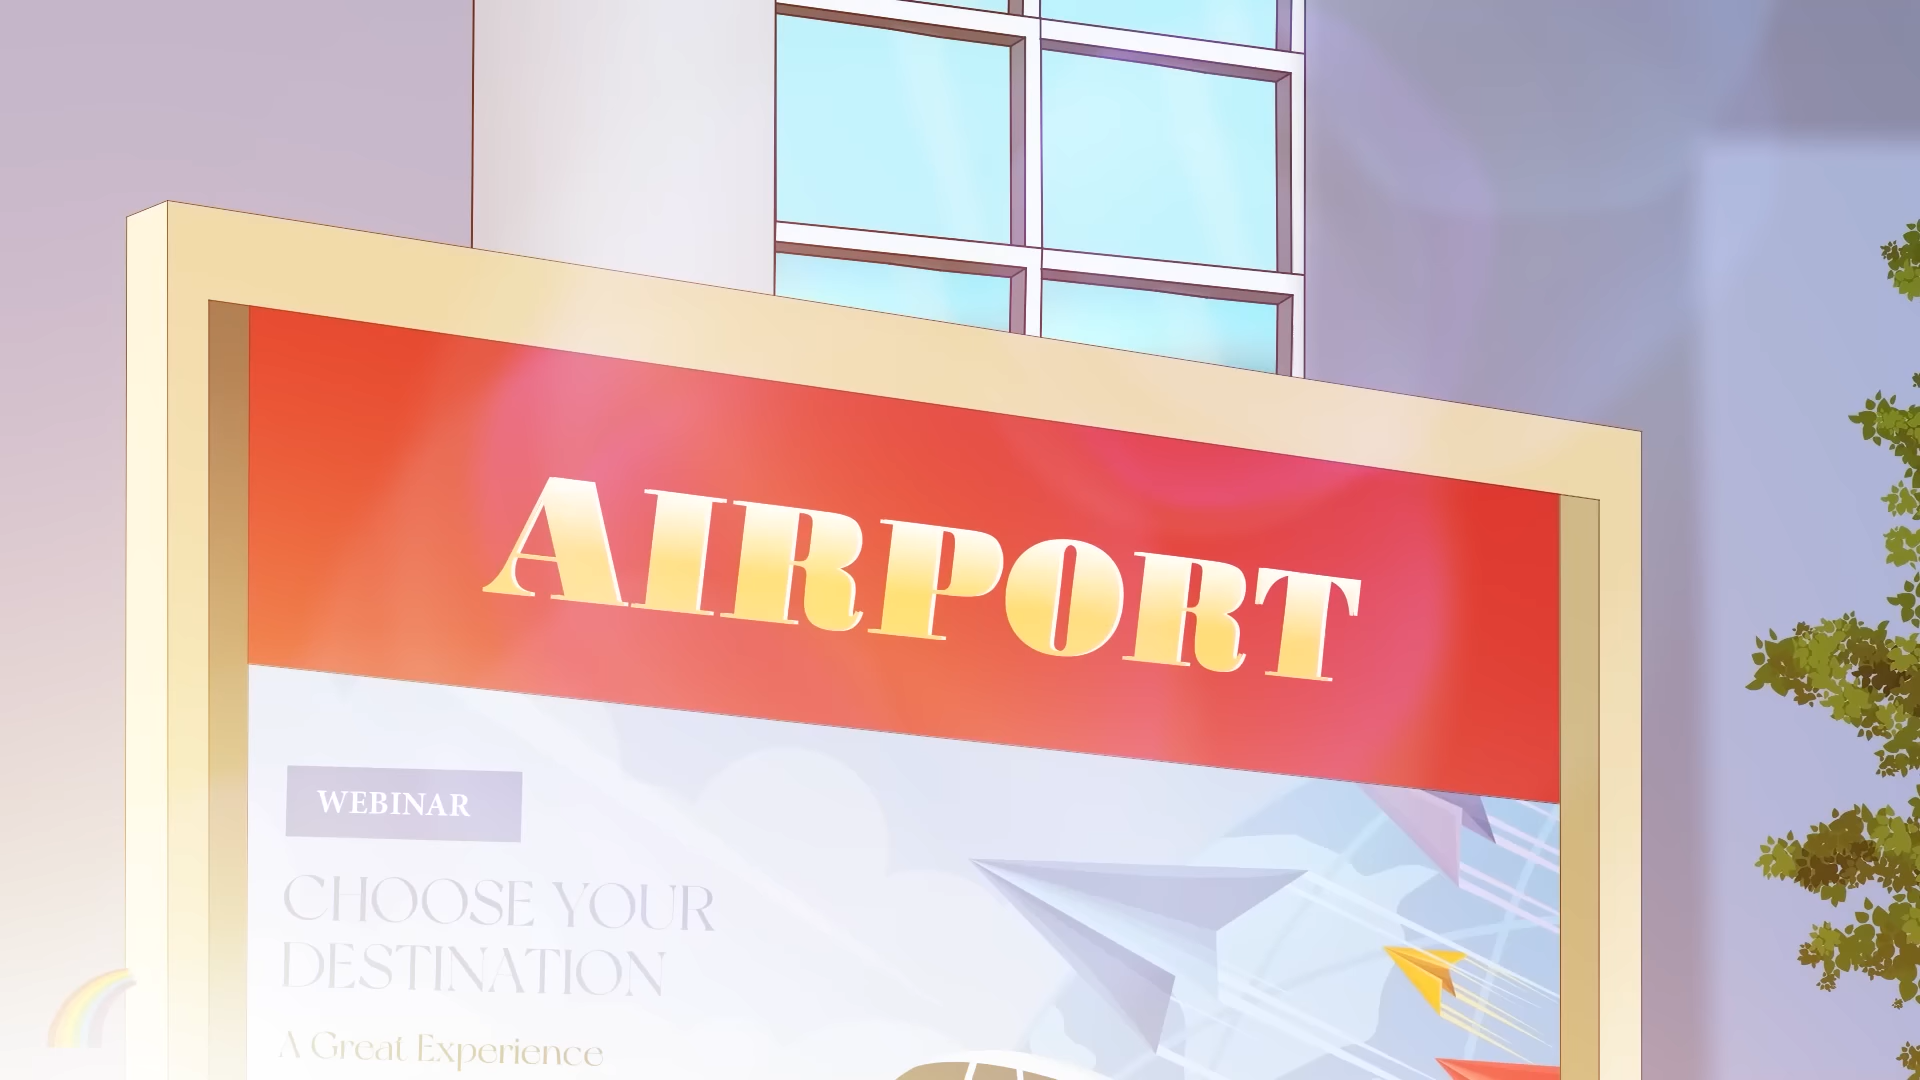 AIRPORT
WEBINAR
CHOOSE YOUR
DESTINATION
A Great Experience